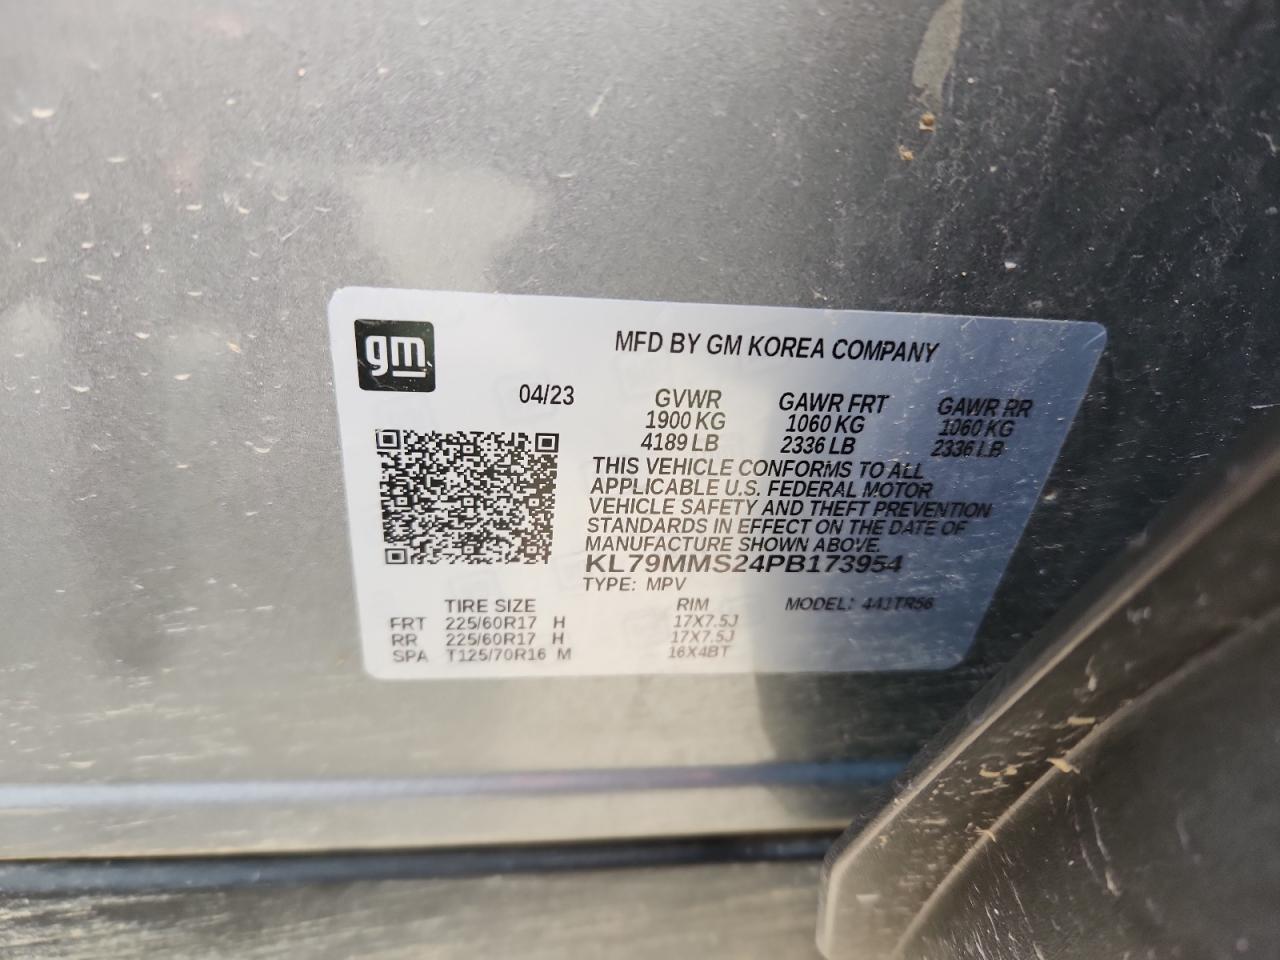 gm
MFD BY GM KOREA COMPANY
04/23 GVWR GAWR FRT GAWR RR
1900 KG 1060 KG 1060 KG
4189 LB 2336 LB 2336 LB
THIS VEHICLE CONFORMS TO ALL
APPLICABLE U.S. FEDERAL MOTOR
VEHICLE SAFETY AND THEFT PREVENTION
STANDARDS IN EFFECT ON THE DATE OF
MANUFACTURE SHOWN ABOVE.
KL79MMS24PB173954
TYPE: MPV
TIRE SIZE RIM MODEL: 441TR56
FRT 225/60R17 H 17X7.5J
RR 225/60R17 H 17X7.5J
SPA T125/70R16 M 16X4BT